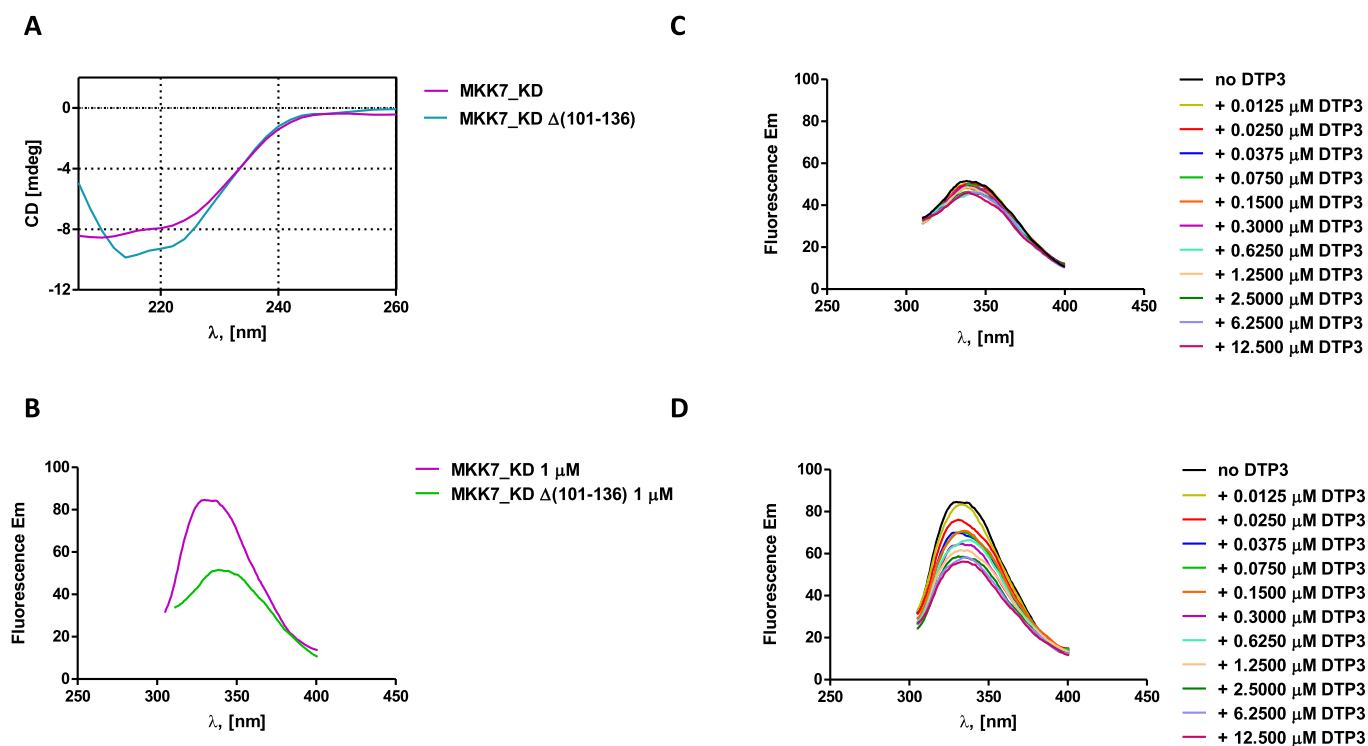 A
0
-4
-8
-12
220
240
260
CD [mdeg]
λ, [nm]
MKK7_KD
MKK7_KD Δ(101-136)
C
100
80
60
40
20
0
250
300
350
400
450
Fluorescence Em
λ, [nm]
no DTP3
+ 0.0125 μM DTP3
+ 0.0250 μM DTP3
+ 0.0375 μM DTP3
+ 0.0750 μM DTP3
+ 0.1500 μM DTP3
+ 0.3000 μM DTP3
+ 0.6250 μM DTP3
+ 1.2500 μM DTP3
+ 2.5000 μM DTP3
+ 6.2500 μM DTP3
+ 12.500 μM DTP3
B
100
80
60
40
20
0
250
300
350
400
450
Fluorescence Em
λ, [nm]
MKK7_KD 1 μM
MKK7_KD Δ(101-136) 1 μM
D
100
80
60
40
20
0
250
300
350
400
450
Fluorescence Em
λ, [nm]
no DTP3
+ 0.0125 μM DTP3
+ 0.0250 μM DTP3
+ 0.0375 μM DTP3
+ 0.0750 μM DTP3
+ 0.1500 μM DTP3
+ 0.3000 μM DTP3
+ 0.6250 μM DTP3
+ 1.2500 μM DTP3
+ 2.5000 μM DTP3
+ 6.2500 μM DTP3
+ 12.500 μM DTP3